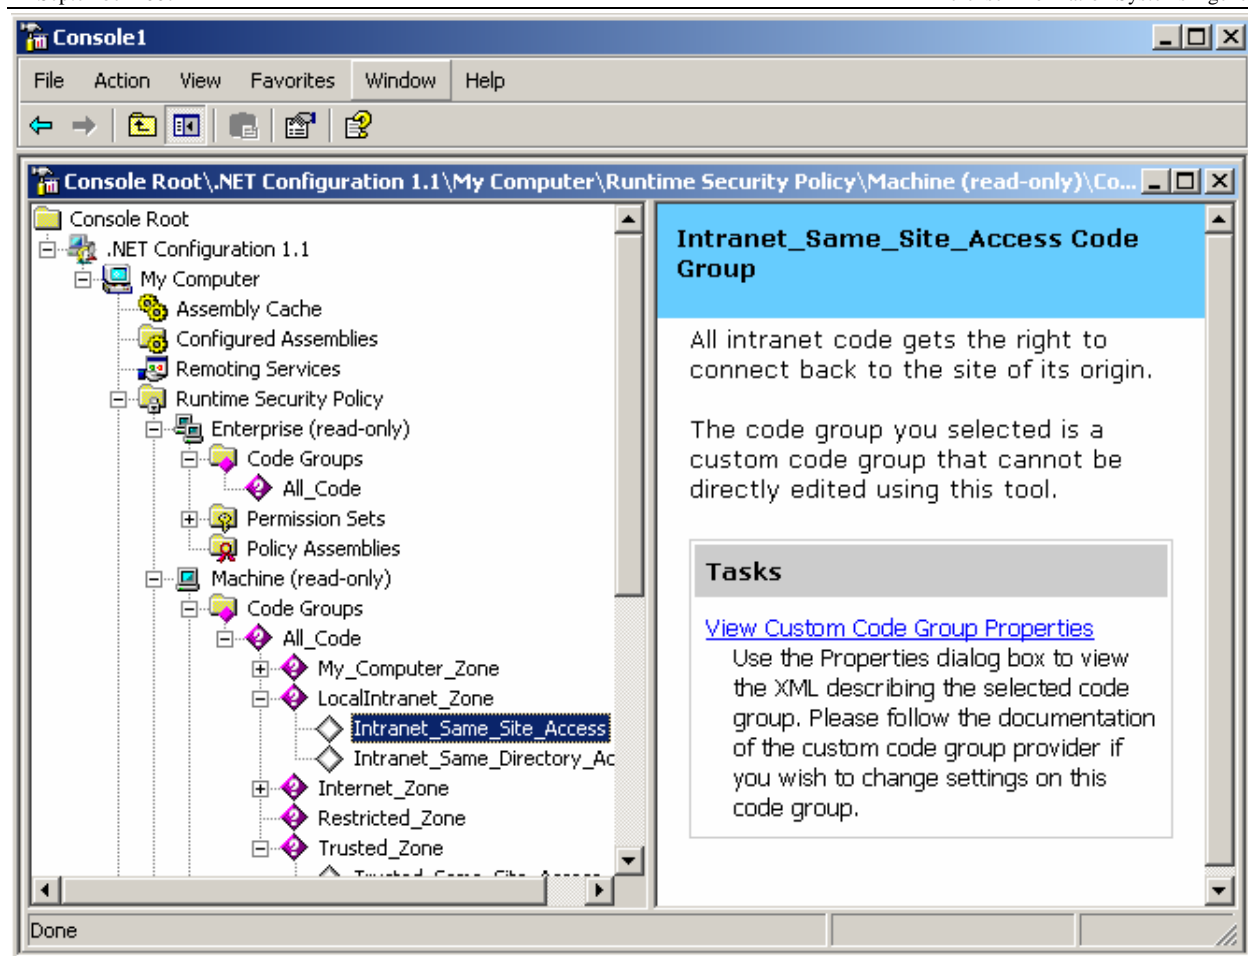 Console1
File Action View Favorites Window Help
Console Root\.NET Configuration 1.1\My Computer\Runtime Security Policy\Machine (read-only)\Co...
Console Root
.NET Configuration 1.1
My Computer
Assembly Cache
Configured Assemblies
Remoting Services
Runtime Security Policy
Enterprise (read-only)
Code Groups
All_Code
Permission Sets
Policy Assemblies
Machine (read-only)
Code Groups
All_Code
My_Computer_Zone
LocalIntranet_Zone
Intranet_Same_Site_Access
Intranet_Same_Directory_Ac
Internet_Zone
Restricted_Zone
Trusted_Zone
Trusted_Same_Site_Access
Intranet_Same_Site_Access Code
Group
All intranet code gets the right to
connect back to the site of its origin.
The code group you selected is a
custom code group that cannot be
directly edited using this tool.
Tasks
View Custom Code Group Properties
Use the Properties dialog box to view
the XML describing the selected code
group. Please follow the documentation
of the custom code group provider if
you wish to change settings on this
code group.
Done